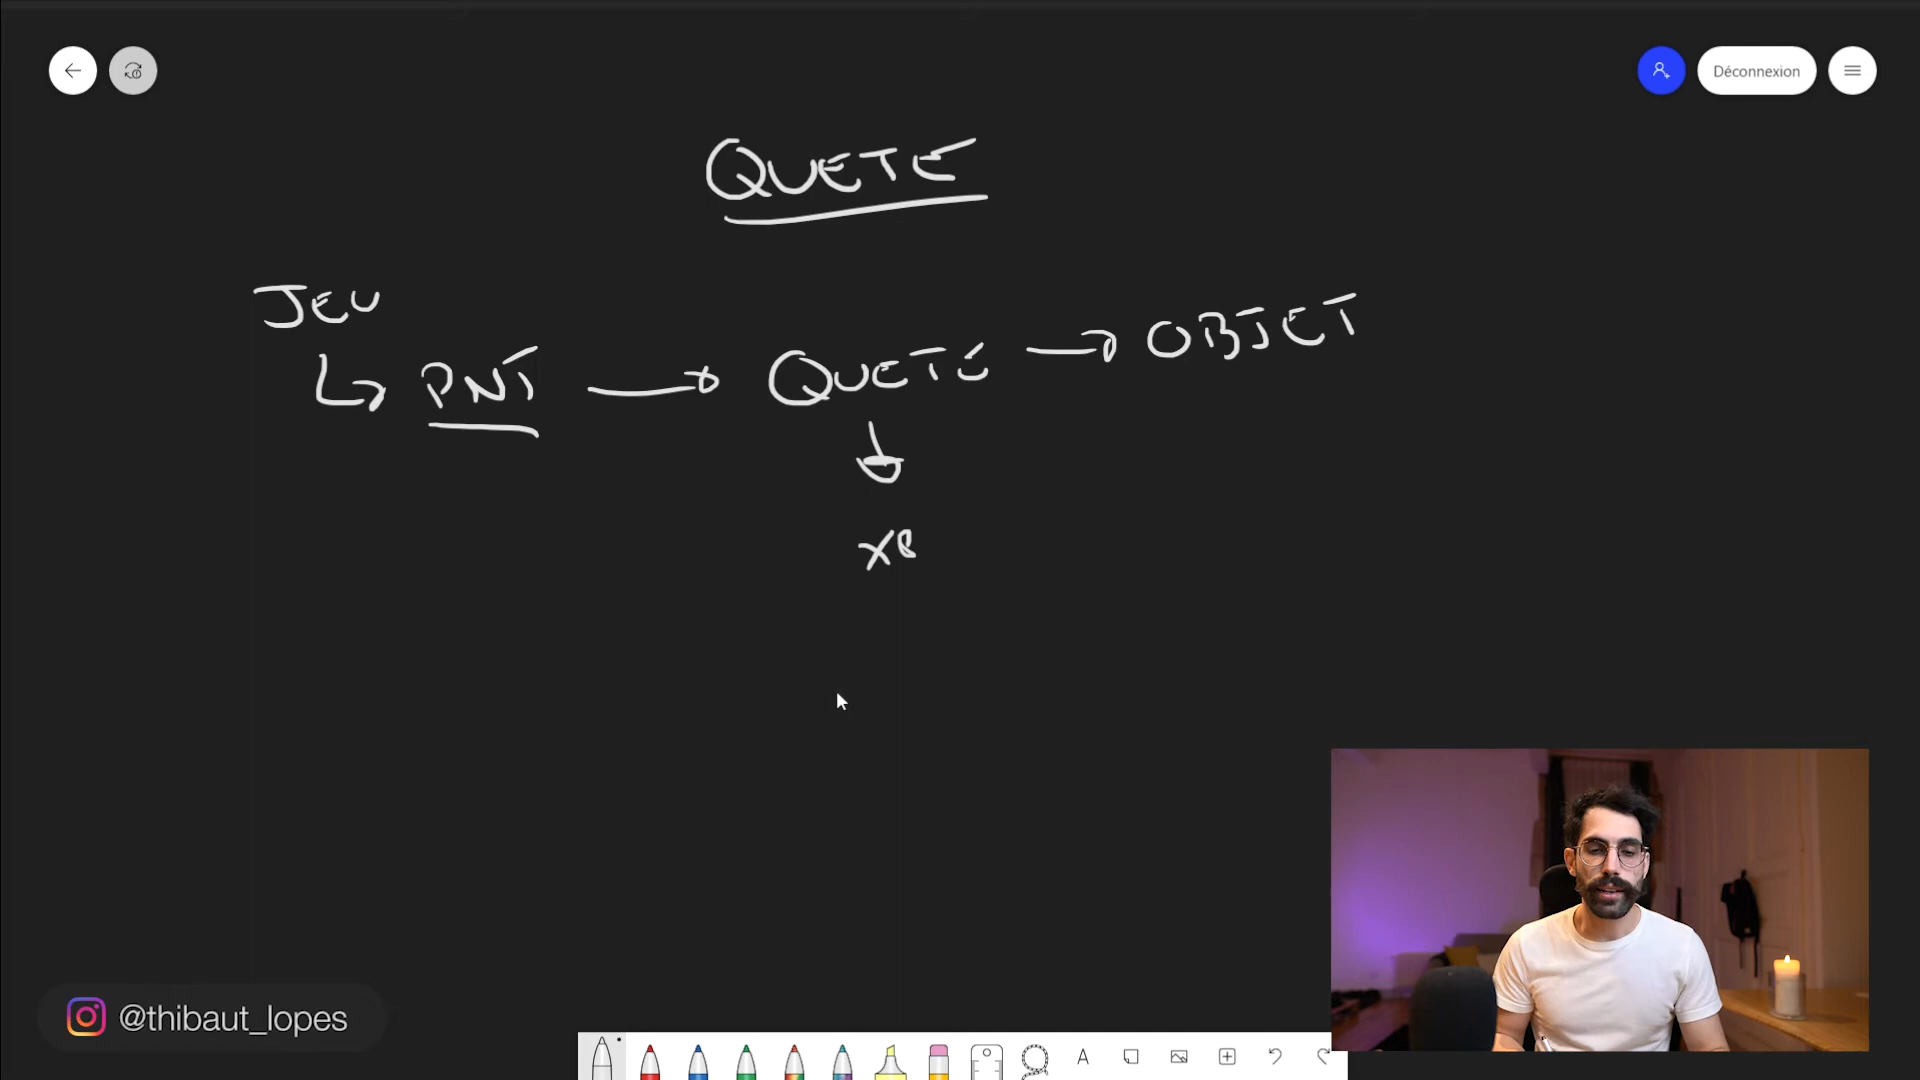 Déconnexion
QUETE
JEU
PNJ QUETE OBJET
XP
@thibaut_lopes
A